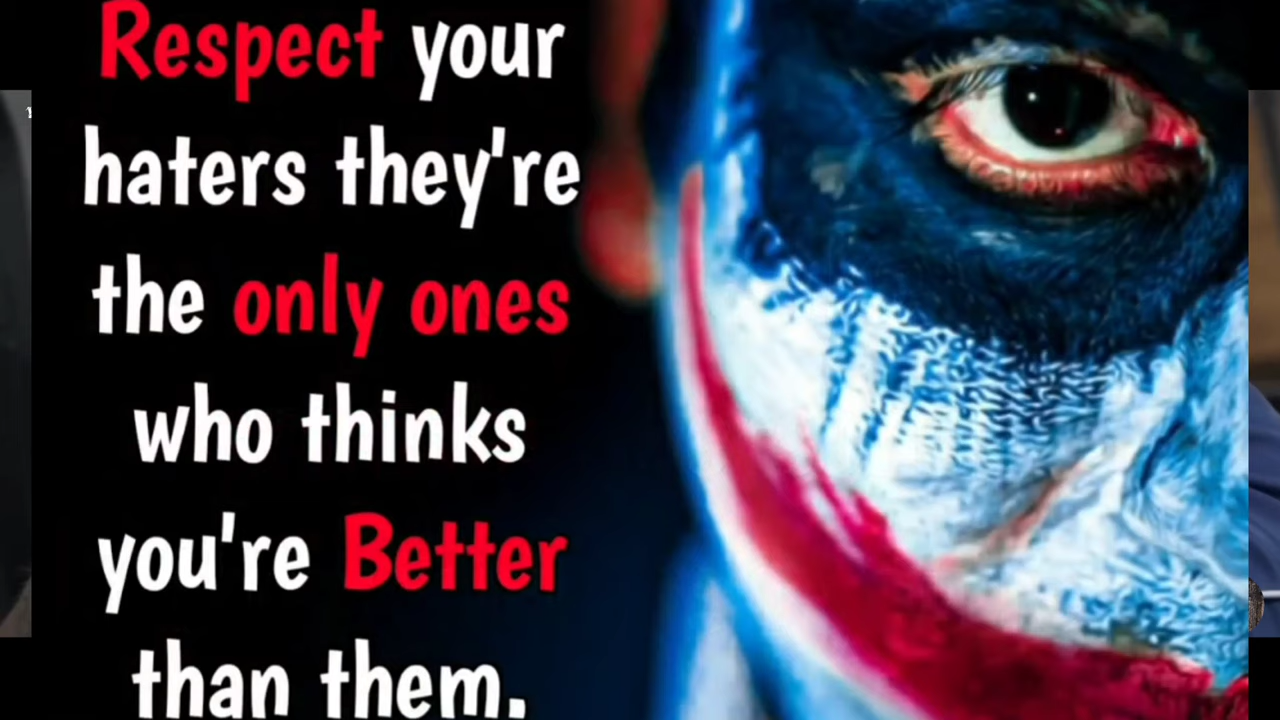 Respect your
haters they're
the only ones
who thinks
you're Better
than them.